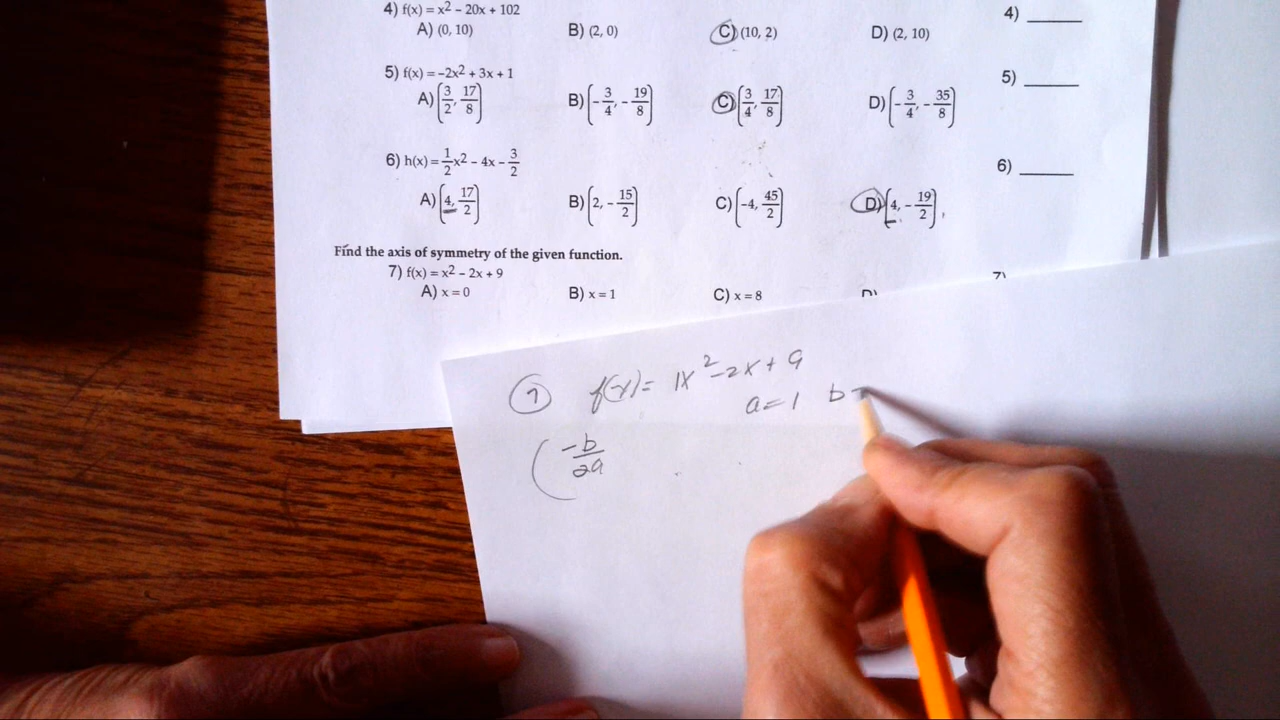 4) f(x) = x² - 20x + 102 4) ______
A) (0, 10) B) (2, 0) C) (10, 2) D) (2, 10)
5) f(x) = -2x² + 3x + 1 5) ______
A) (3/2, 17/8) B) (-3/4, -19/8) C) (3/4, 17/8) D) (-3/4, -35/8)
6) h(x) = 1/2x² - 4x - 3/2 6) ______
A) (4, 17/2) B) (2, -15/2) C) (-4, 45/2) D) (4, -19/2)
Find the axis of symmetry of the given function.
7) f(x) = x² - 2x + 9 7)
A) x = 0 B) x = 1 C) x = 8 D)
7 f(x) = 1x² - 2x + 9
a = 1 b =
( -b/2a